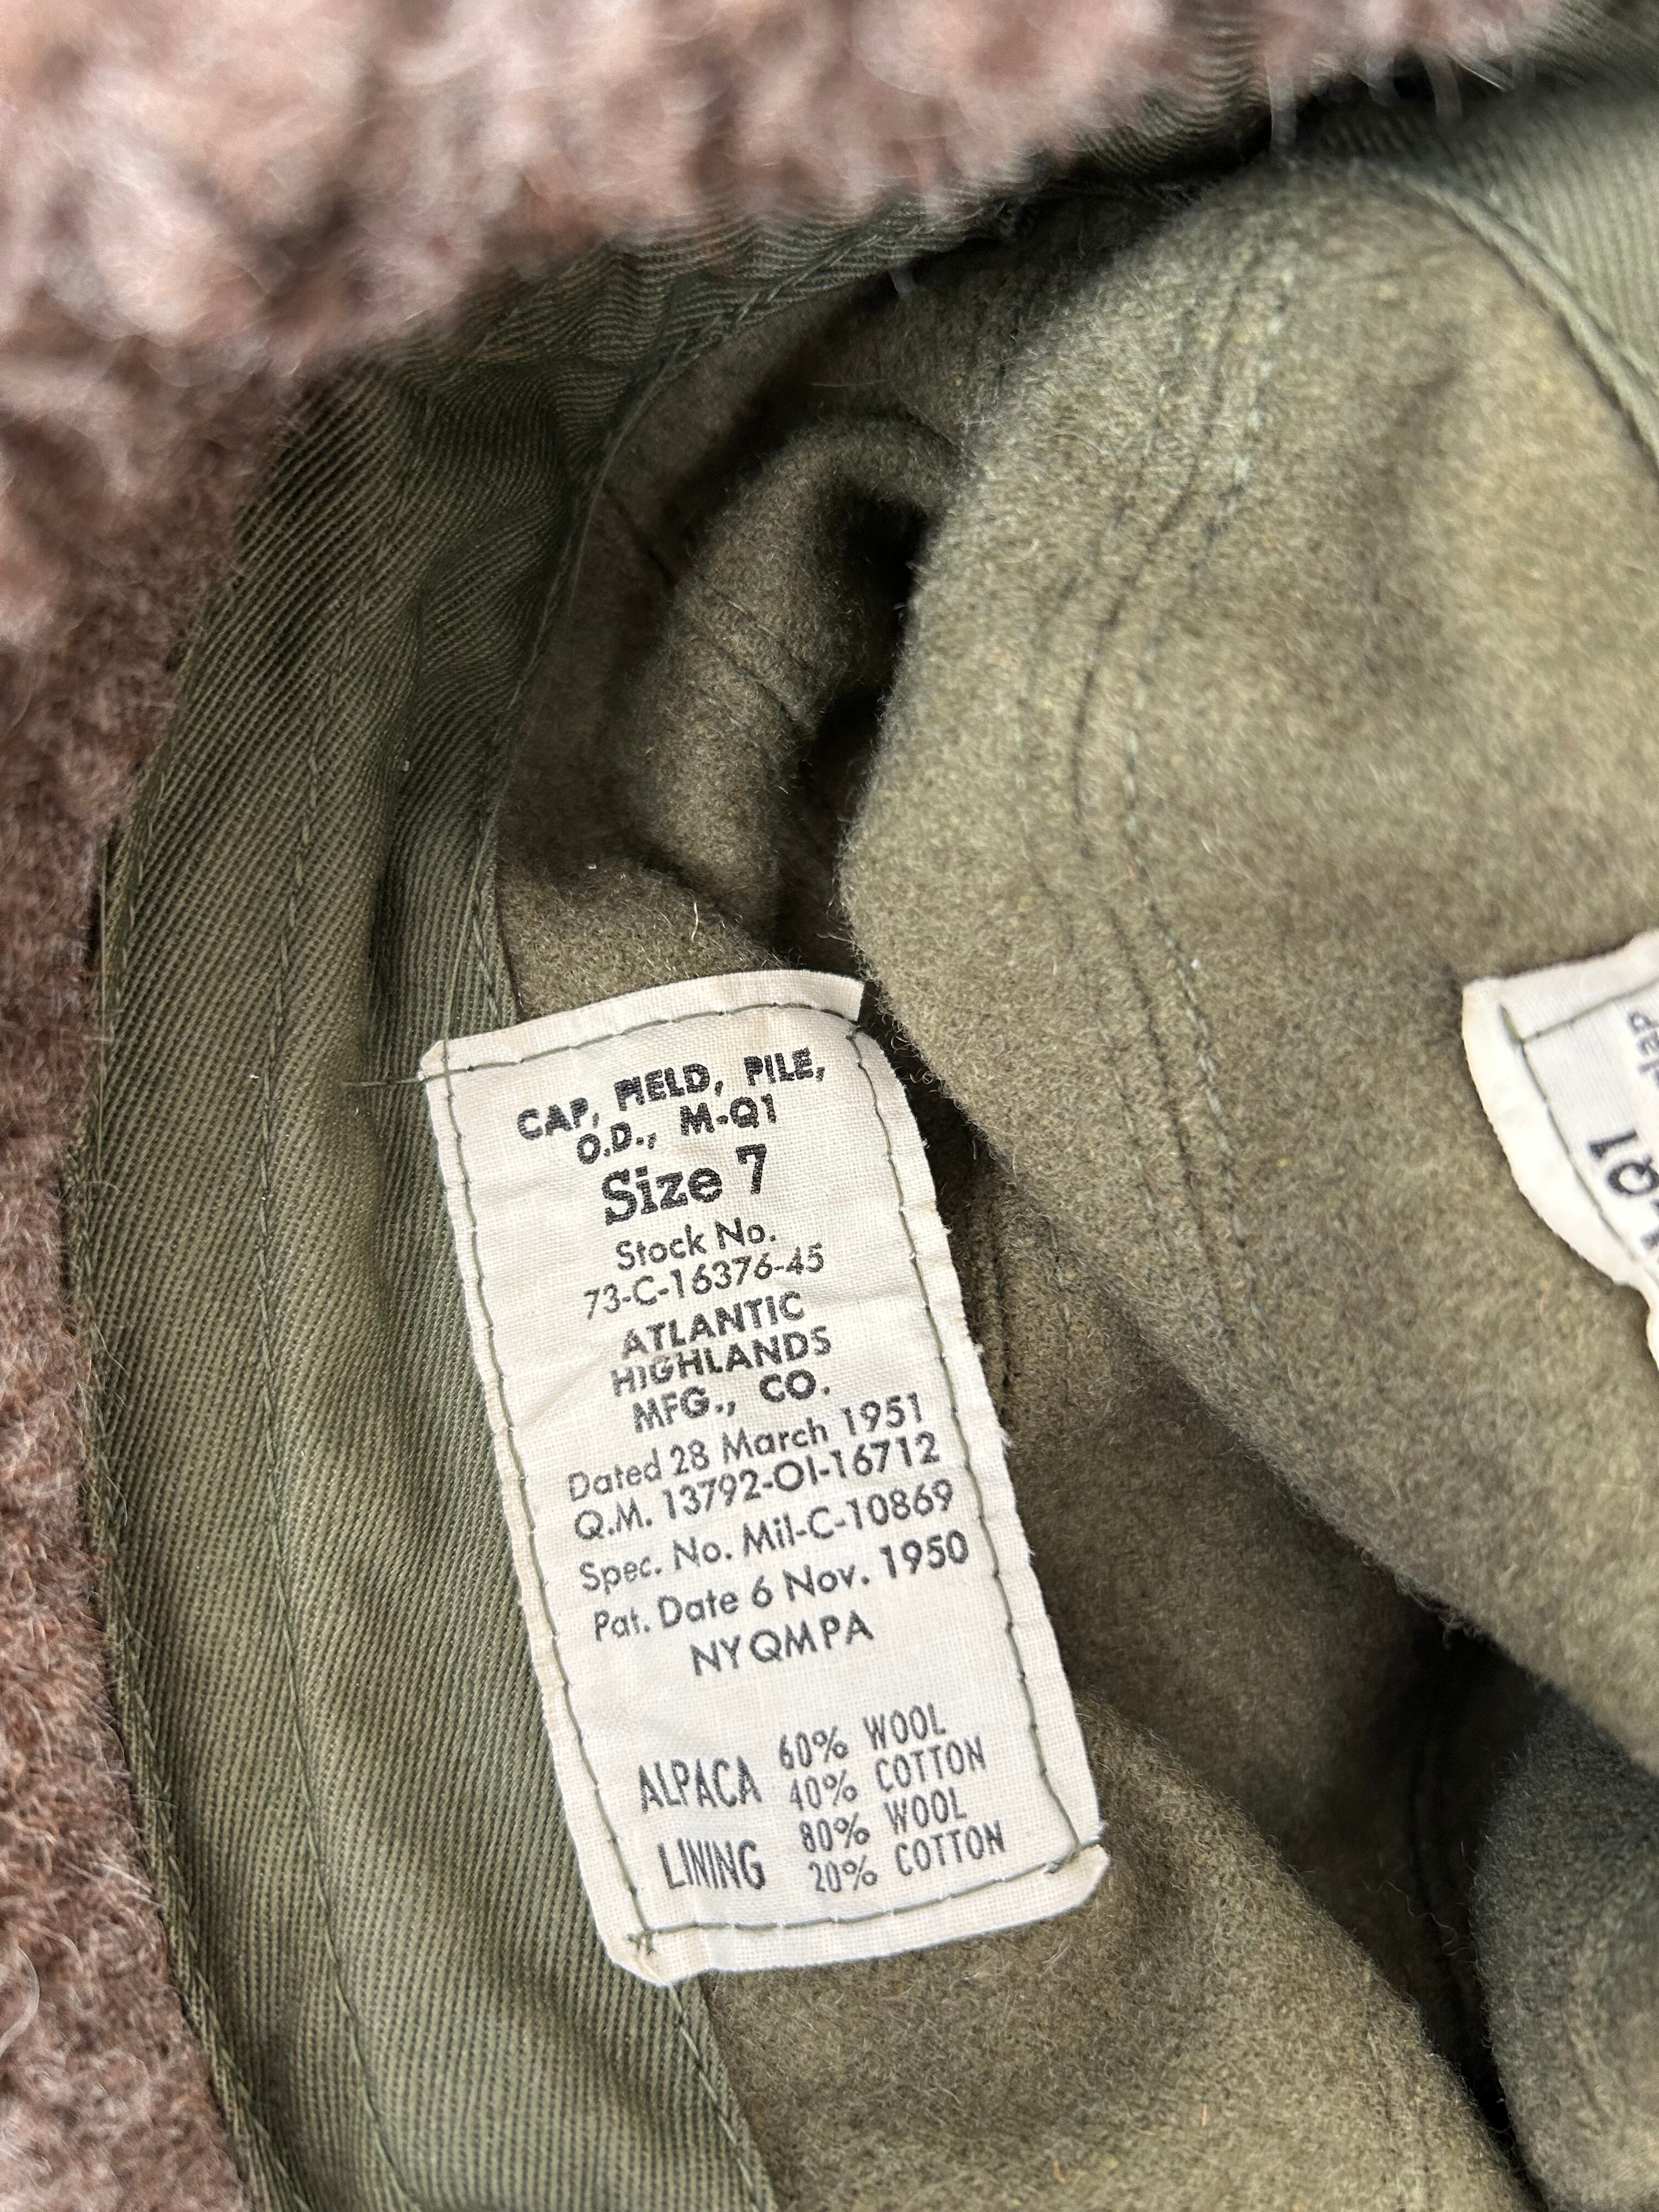 CAP, FIELD, PILE,
O.D., M-Q1
Size 7
Stock No.
73-C-16376-45
ATLANTIC
HIGHLANDS
MFG., CO.
Dated 28 March 1951
Q.M. 13792-OI-16712
Spec. No. Mil-C-10869
Pat. Date 6 Nov. 1950
NYQMPA
ALPACA 60% WOOL
40% COTTON
LINING 80% WOOL
20% COTTON
-Q1